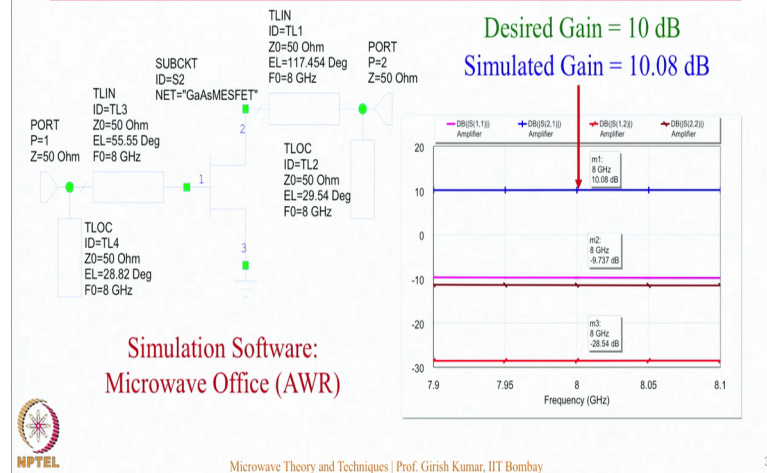 TLIN
ID=TL1
Z0=50 Ohm
EL=117.454 Deg
F0=8 GHz
PORT
P=2
Z=50 Ohm
SUBCKT
ID=S2
NET="GaAsMESFET"
TLIN
ID=TL3
Z0=50 Ohm
EL=55.55 Deg
F0=8 GHz
PORT
P=1
Z=50 Ohm
1
2
3
TLOC
ID=TL2
Z0=50 Ohm
EL=29.54 Deg
F0=8 GHz
TLOC
ID=TL4
Z0=50 Ohm
EL=28.82 Deg
F0=8 GHz
Simulation Software:
Microwave Office (AWR)
Desired Gain = 10 dB
Simulated Gain = 10.08 dB
DB(|S(1,1)|)
Amplifier
DB(|S(2,1)|)
Amplifier
DB(|S(1,2)|)
Amplifier
DB(|S(2,2)|)
Amplifier
20
10
0
-10
-20
-30
m1:
8 GHz
10.08 dB
m2:
8 GHz
-9.737 dB
m3:
8 GHz
-28.54 dB
7.9 7.95 8 8.05 8.1
Frequency (GHz)
NPTEL
Microwave Theory and Techniques | Prof. Girish Kumar, IIT Bombay